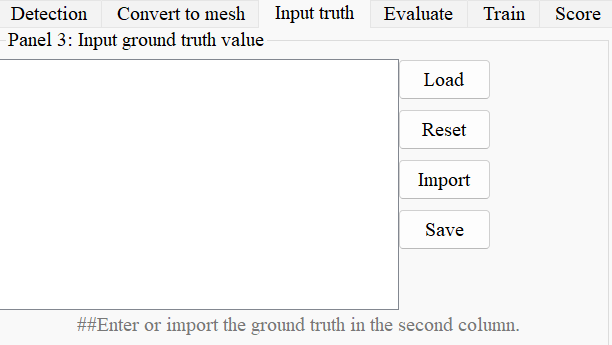 Detection Convert to mesh Input truth Evaluate Train Score
Panel 3: Input ground truth value
Load
Reset
Import
Save
##Enter or import the ground truth in the second column.